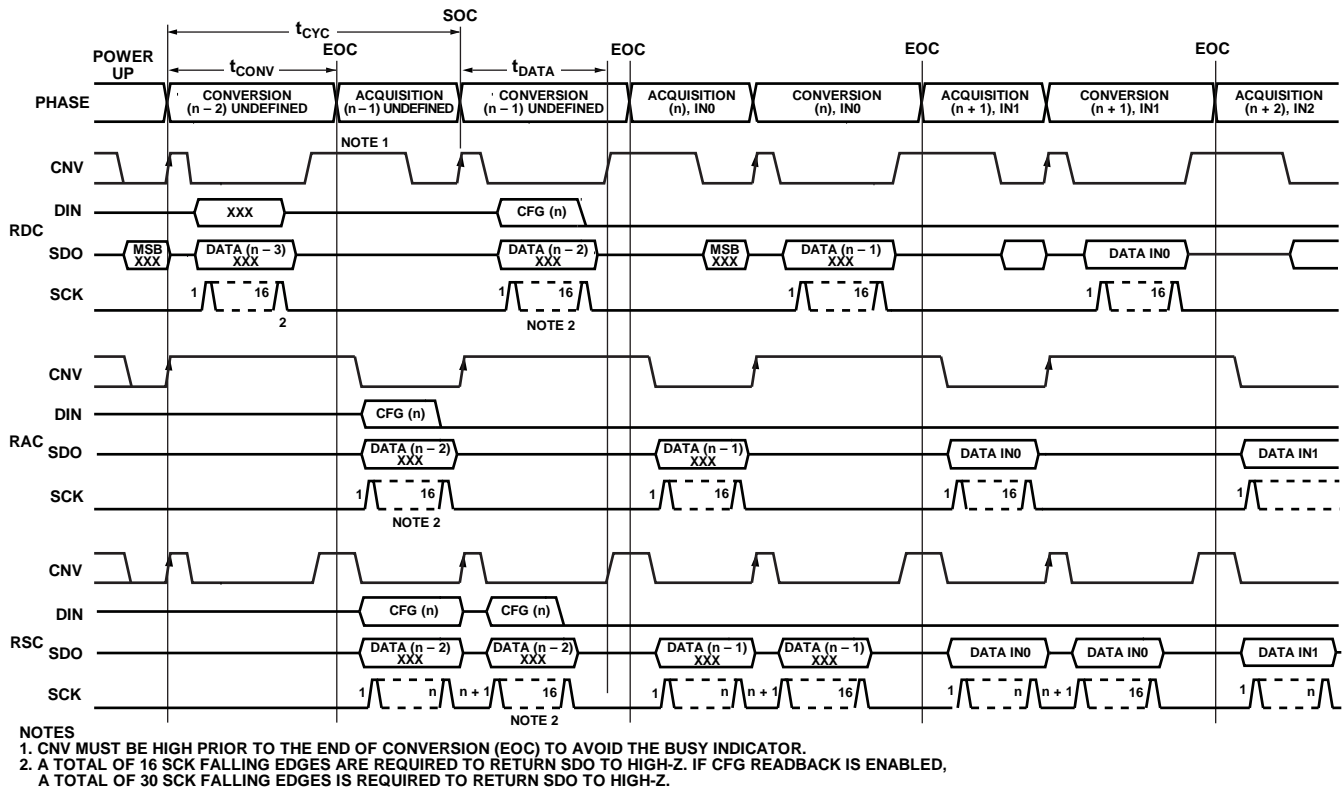 SOC
tCYC
EOC EOC EOC EOC
POWER
UP
tCONV tDATA
PHASE
CONVERSION
(n – 2) UNDEFINED
ACQUISITION
(n – 1) UNDEFINED
CONVERSION
(n – 1) UNDEFINED
ACQUISITION
(n), IN0
CONVERSION
(n), IN0
ACQUISITION
(n + 1), IN1
CONVERSION
(n + 1), IN1
ACQUISITION
(n + 2), IN2
NOTE 1
CNV
DIN XXX CFG (n)
RDC
SDO
MSB
XXX
DATA (n – 3)
XXX
DATA (n – 2)
XXX
MSB
XXX
DATA (n – 1)
XXX
DATA IN0
SCK 1 16 1 16 1 16 1 16
2
NOTE 2
CNV
DIN CFG (n)
RAC
SDO
DATA (n – 2)
XXX
DATA (n – 1)
XXX
DATA IN0
DATA IN1
SCK 1 16 1 16 1 16 1
NOTE 2
CNV
DIN CFG (n) CFG (n)
RSC
SDO
DATA (n – 2)
XXX
DATA (n – 2)
XXX
DATA (n – 1)
XXX
DATA (n – 1)
XXX
DATA IN0
DATA IN0
DATA IN1
SCK 1 n n + 1 16 1 n n + 1 16 1 n n + 1 16 1 n
NOTE 2
NOTES
1. CNV MUST BE HIGH PRIOR TO THE END OF CONVERSION (EOC) TO AVOID THE BUSY INDICATOR.
2. A TOTAL OF 16 SCK FALLING EDGES ARE REQUIRED TO RETURN SDO TO HIGH-Z. IF CFG READBACK IS ENABLED,
A TOTAL OF 30 SCK FALLING EDGES IS REQUIRED TO RETURN SDO TO HIGH-Z.